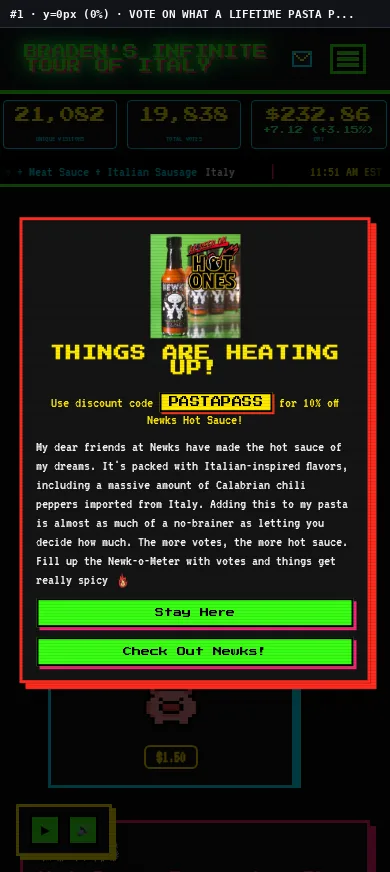 #1 · y=0px (0%) · VOTE ON WHAT A LIFETIME PASTA P...
BRADEN'S INFINITE
TOUR OF ITALY
21,082
19,838
$232.86
+7.12 (+3.15%)
UNIQUE VISITORS
TOTAL VOTES
DRI
+ Meat Sauce + Italian Sausage Italy
11:51 AM EST
HOT
ONES
THINGS ARE HEATING
UP!
Use discount code PASTAPASS for 10% off
Newks Hot Sauce!
My dear friends at Newks have made the hot sauce of
my dreams. It's packed with Italian-inspired flavors,
including a massive amount of Calabrian chili
peppers imported from Italy. Adding this to my pasta
is almost as much of a no-brainer as letting you
decide how much. The more votes, the more hot sauce.
Fill up the Newk-o-Meter with votes and things get
really spicy 🔥
Stay Here
Check Out Newks!
$1.50